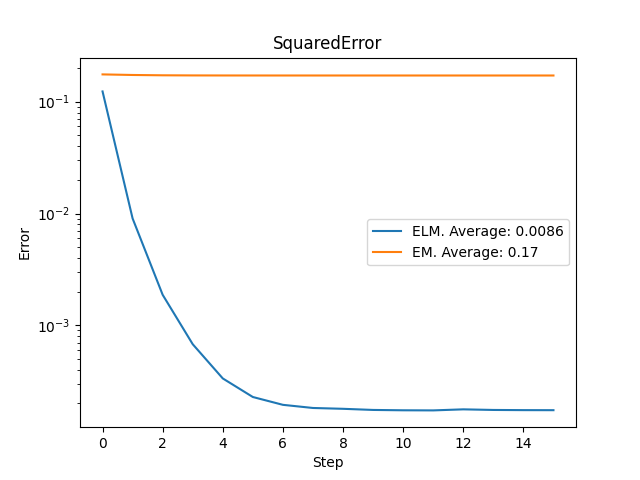 SquaredError
Error
10⁻¹
10⁻²
10⁻³
ELM. Average: 0.0086
EM. Average: 0.17
0 2 4 6 8 10 12 14
Step